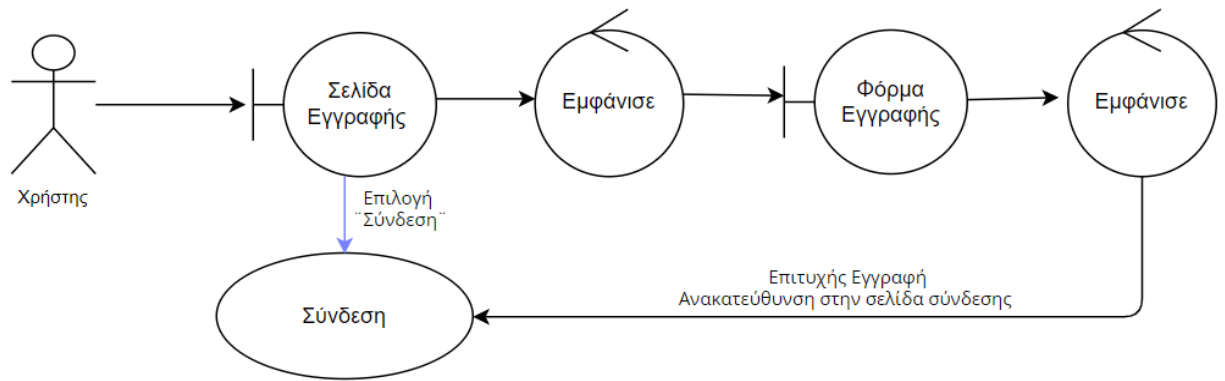 Σελίδα
Εγγραφής
Εμφάνισε
Φόρμα
Εγγραφής
Εμφάνισε
Χρήστης
Επιλογή
¨Σύνδεση¨
Σύνδεση
Επιτυχής Εγγραφή
Ανακατεύθυνση στην σελίδα σύνδεσης